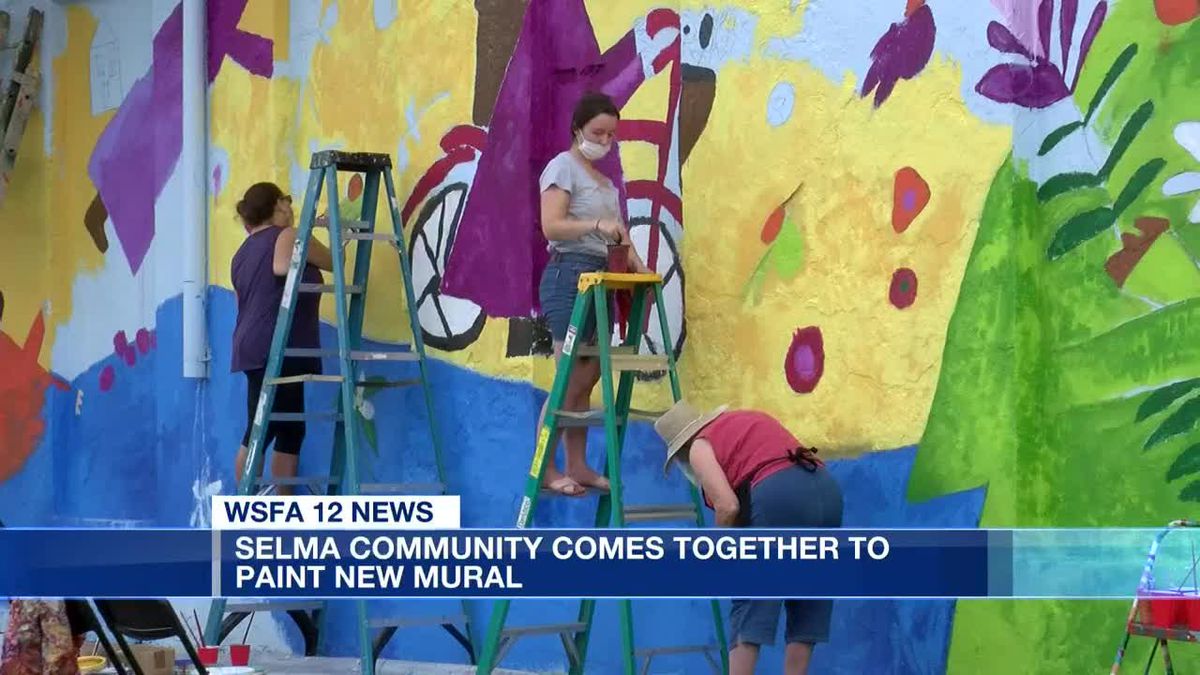 WSFA 12 NEWS
SELMA COMMUNITY COMES TOGETHER TO
PAINT NEW MURAL